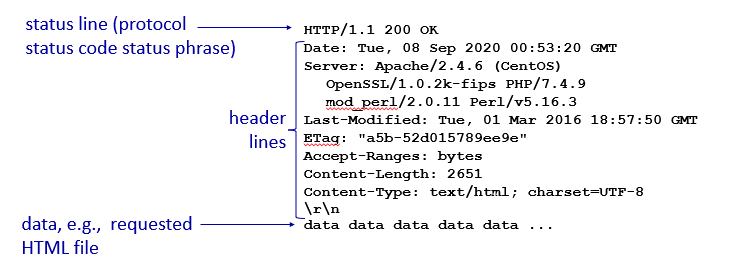 status line (protocol
status code status phrase)
HTTP/1.1 200 OK
Date: Tue, 08 Sep 2020 00:53:20 GMT
Server: Apache/2.4.6 (CentOS)
OpenSSL/1.0.2k-fips PHP/7.4.9
mod_perl/2.0.11 Perl/v5.16.3
header
lines
Last-Modified: Tue, 01 Mar 2016 18:57:50 GMT
ETag: "a5b-52d015789ee9e"
Accept-Ranges: bytes
Content-Length: 2651
Content-Type: text/html; charset=UTF-8
\r\n
data, e.g., requested
HTML file
data data data data data ...